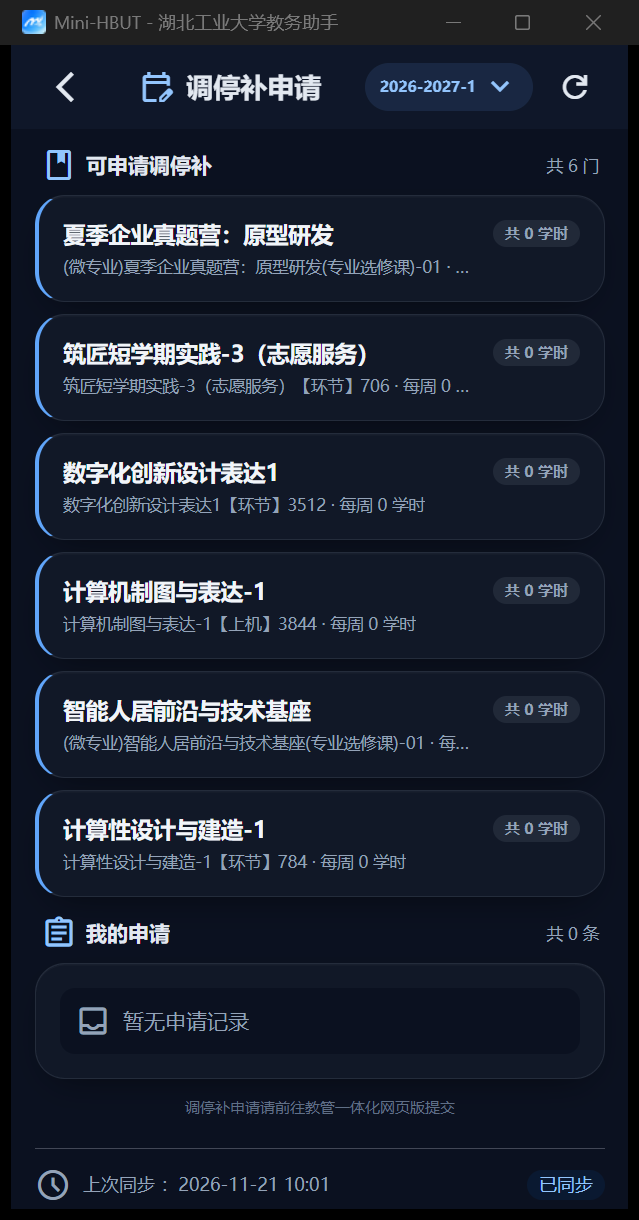 Mini-HBUT - 湖北工业大学教务助手
调停补申请
2026-2027-1
可申请调停补
共 6 门
夏季企业真题营：原型研发
共 0 学时
(微专业)夏季企业真题营：原型研发(专业选修课)-01 · ...
筑匠短学期实践-3（志愿服务）
共 0 学时
筑匠短学期实践-3（志愿服务）【环节】706 · 每周 0 ...
数字化创新设计表达1
共 0 学时
数字化创新设计表达1【环节】3512 · 每周 0 学时
计算机制图与表达-1
共 0 学时
计算机制图与表达-1【上机】3844 · 每周 0 学时
智能人居前沿与技术基座
共 0 学时
(微专业)智能人居前沿与技术基座(专业选修课)-01 · 每...
计算性设计与建造-1
共 0 学时
计算性设计与建造-1【环节】784 · 每周 0 学时
我的申请
共 0 条
暂无申请记录
调停补申请请前往教管一体化网页版提交
上次同步： 2026-11-21 10:01
已同步